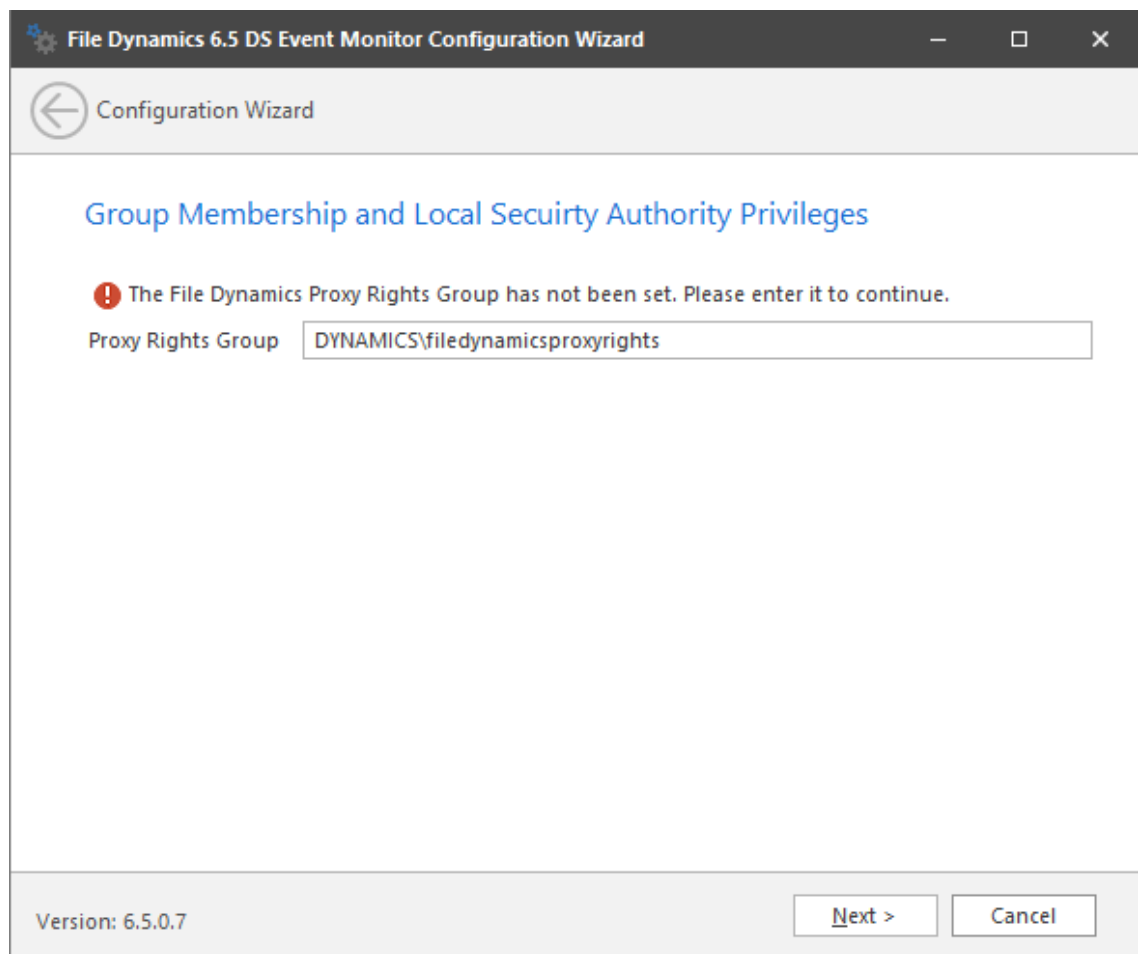 File Dynamics 6.5 DS Event Monitor Configuration Wizard
Configuration Wizard
Group Membership and Local Secuirty Authority Privileges
The File Dynamics Proxy Rights Group has not been set. Please enter it to continue.
Proxy Rights Group DYNAMICS\filedynamicsproxyrights
Version: 6.5.0.7 Next > Cancel